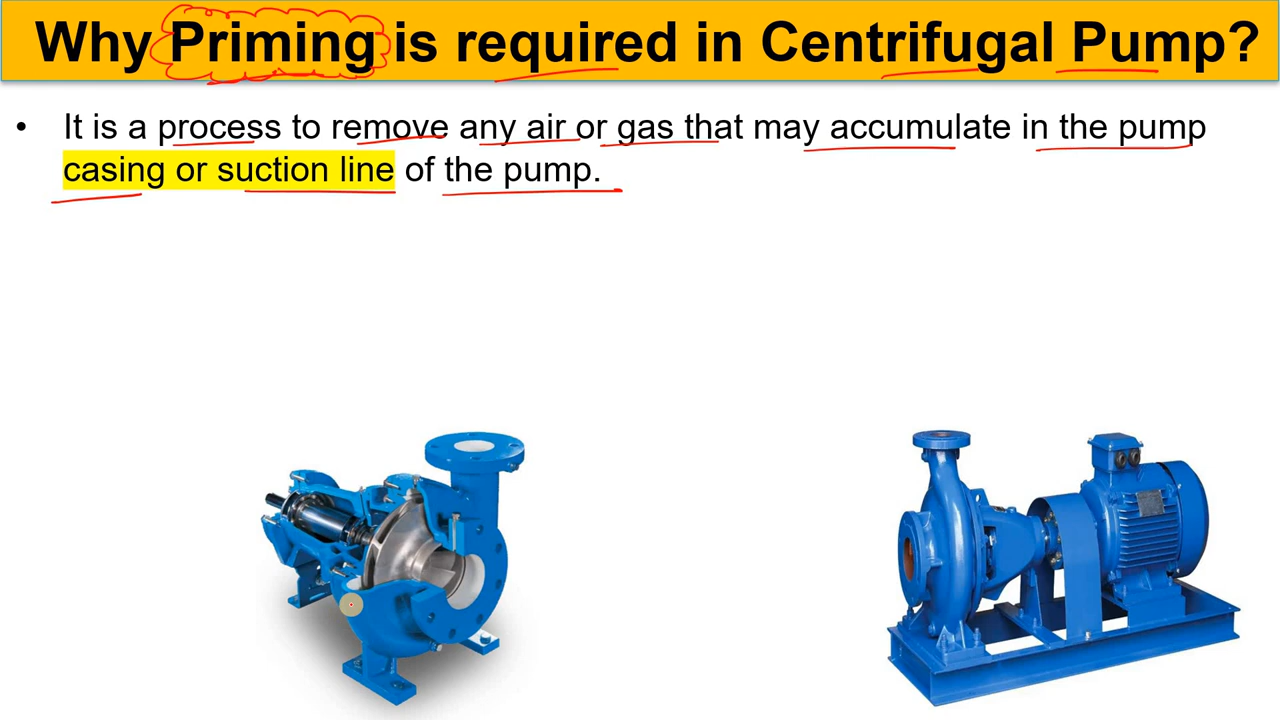 Why Priming is required in Centrifugal Pump?
• It is a process to remove any air or gas that may accumulate in the pump
casing or suction line of the pump.